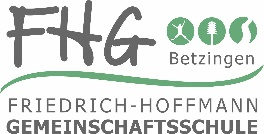 FHG
Betzingen
FRIEDRICH-HOFFMANN
GEMEINSCHAFTSSCHULE